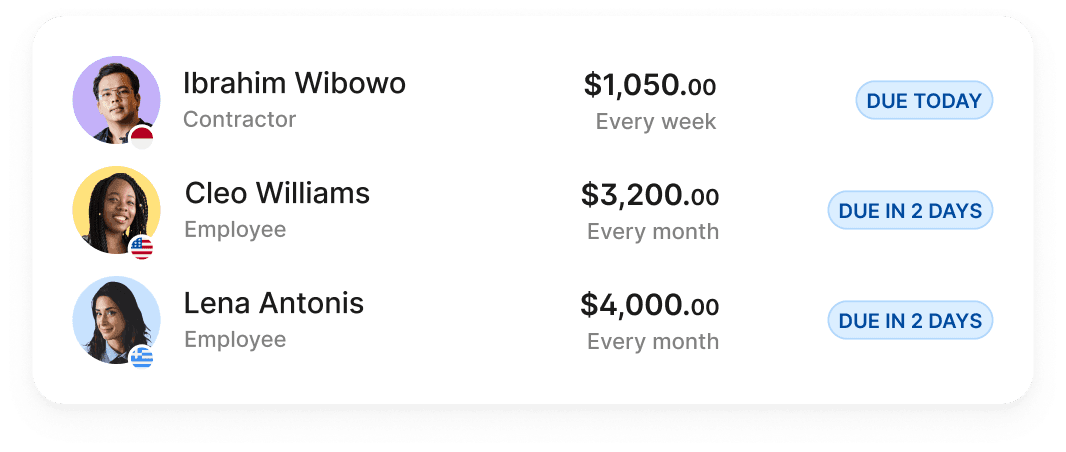 Ibrahim Wibowo
Contractor
$1,050.00
Every week
DUE TODAY
Cleo Williams
Employee
$3,200.00
Every month
DUE IN 2 DAYS
Lena Antonis
Employee
$4,000.00
Every month
DUE IN 2 DAYS